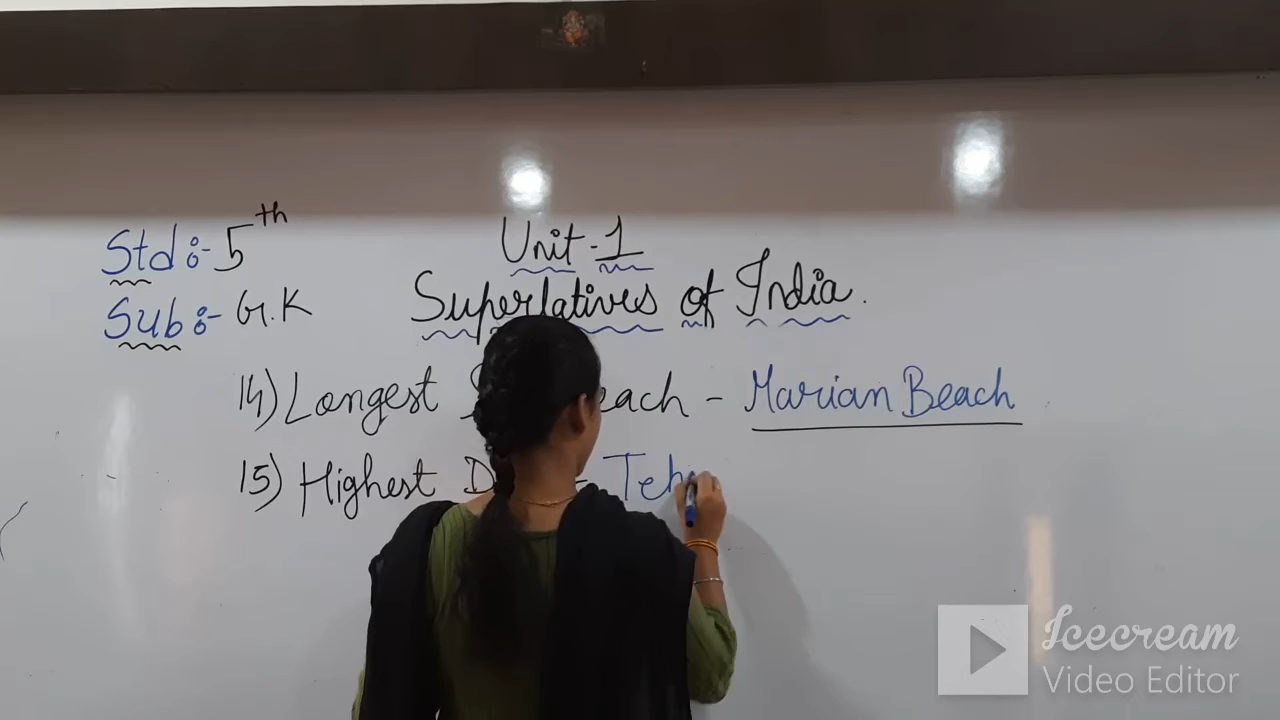 Std:- 5th
Unit-1
Sub:- G.K
Superlatives of India.
14) Longest each - Marian Beach
15) Highest D - Teh
Icecream
Video Editor